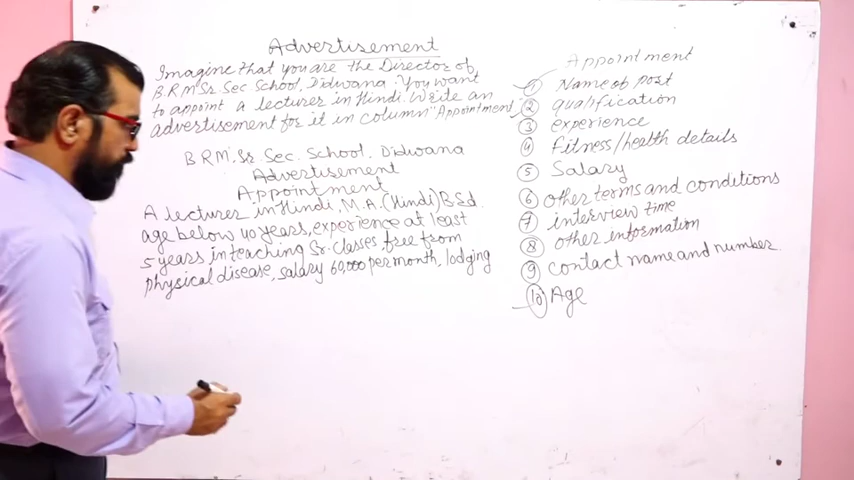 Advertisement
Imagine that you are the Director of
B.R.M. Sr. Sec School, Didwana. You want
to appoint a lecturer in Hindi. Write an
advertisement for it in column "Appointment"
B R M. Sr. Sec. School. Didwana
Advertisement
Appointment
A lecturer in Hindi, M.A. (Hindi) B Sd.
age below 40 years, experience at least
5 years in teaching Sr. classes, free from
physical disease, salary 60,000 per month, lodging
Appointment
1 Name of post
2 qualification
3 experience
4 fitness/health details
5 Salary
6 other terms and conditions
7 interview time
8 other information
9 contact name and number
10 Age